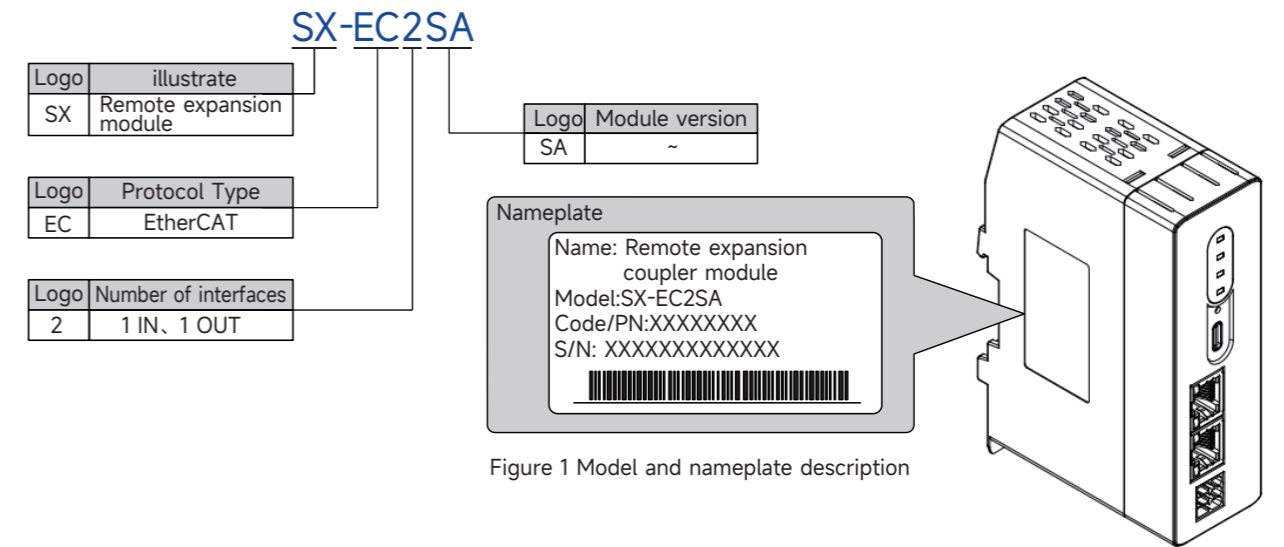 SX-EC2SA
Logo illustrate
SX Remote expansion
module
Logo Module version
SA ~
Logo Protocol Type
EC EtherCAT
Logo Number of interfaces
2 1 IN、1 OUT
Nameplate
Name: Remote expansion
coupler module
Model:SX-EC2SA
Code/PN:XXXXXXXX
S/N: XXXXXXXXXXXXX
Figure 1 Model and nameplate description